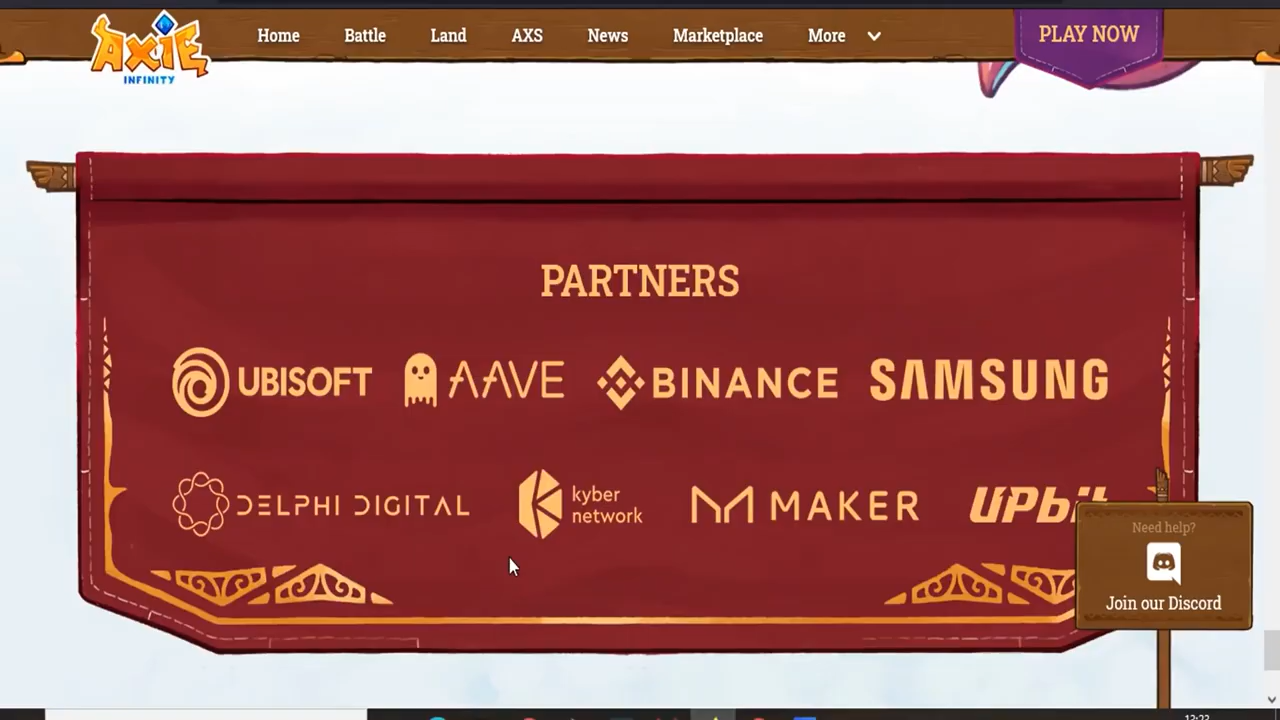 AXIE
INFINITY
Home Battle Land AXS News Marketplace More PLAY NOW
PARTNERS
UBISOFT AAVE BINANCE SAMSUNG
DELPHI DIGITAL kyber network MAKER UPbit
Need help?
Join our Discord